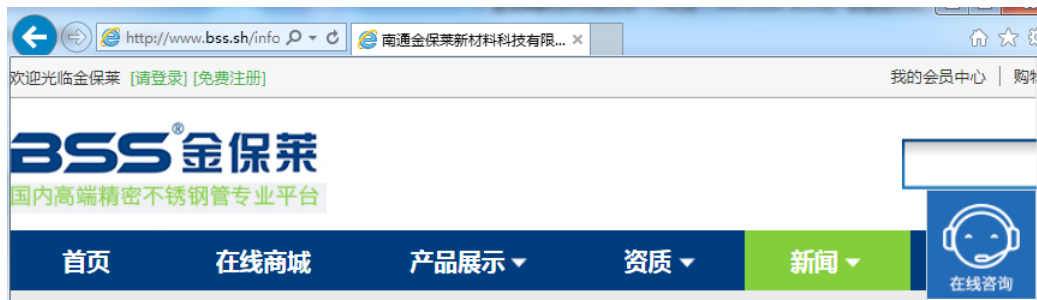 http://www.bss.sh/info
南通金保莱新材料科技有限...
欢迎光临金保莱 [请登录] [免费注册]
我的会员中心 | 购
BSS®金保莱
国内高端精密不锈钢管专业平台
首页 在线商城 产品展示 资质 新闻
在线咨询